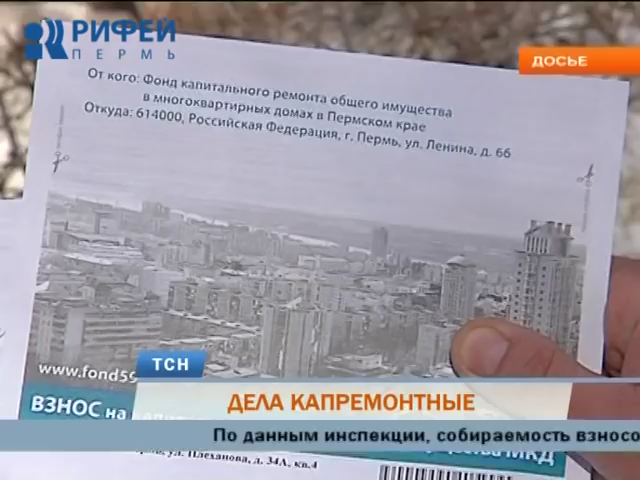 РИФЕЙ
ПЕРМЬ
ДОСЬЕ
От кого: Фонд капитального ремонта общего имущества
в многоквартирных домах в Пермском крае
Откуда: 614000, Российская Федерация, г. Пермь, ул. Ленина, д. 66
www.fond59
ТСН
ВЗНОС на
МКД
ДЕЛА КАПРЕМОНТНЫЕ
По данным инспекции, собираемость взносо
ул. Плеханова, д. 34А, кв.4